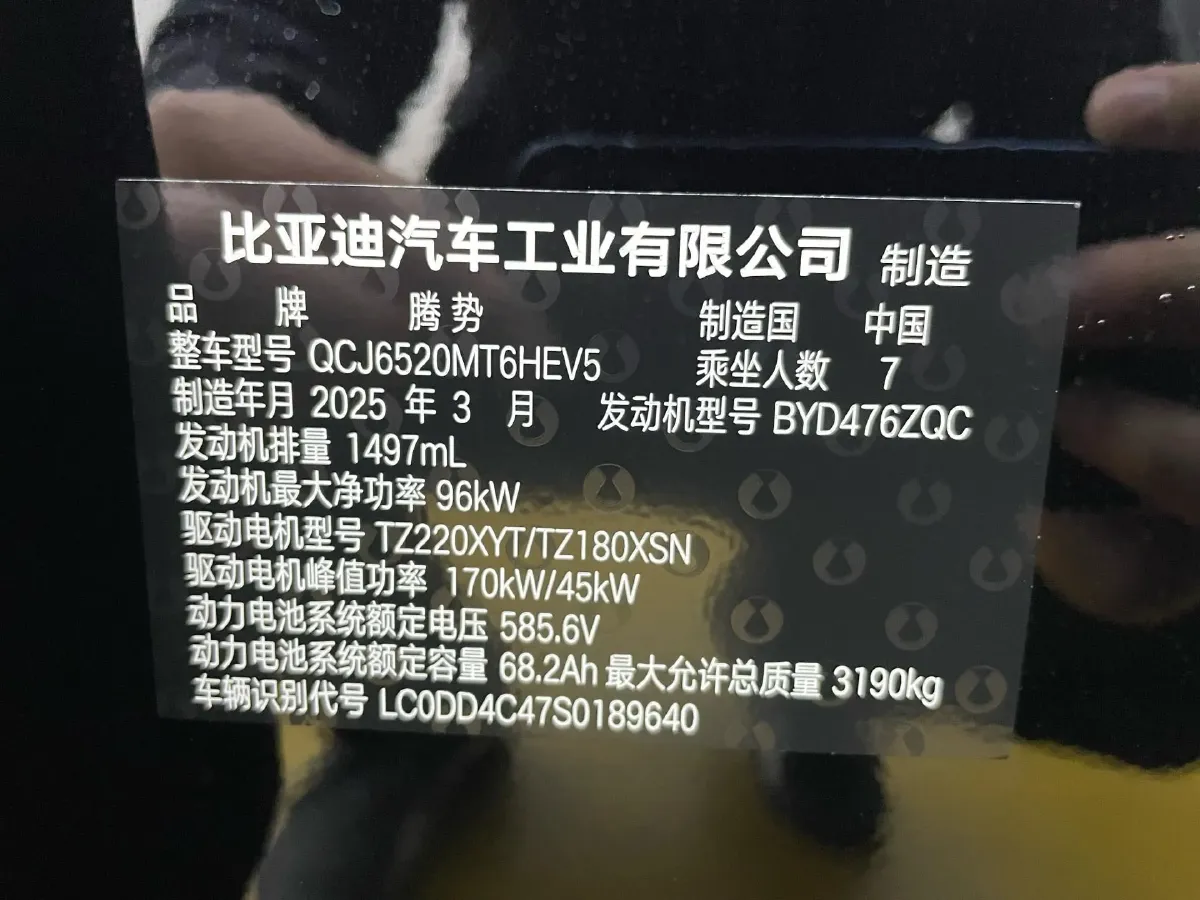 比亚迪汽车工业有限公司 制造
品牌 腾势 制造国 中国
整车型号 QCJ6520MT6HEV5 乘坐人数 7
制造年月 2025 年 3 月 发动机型号 BYD476ZQC
发动机排量 1497mL
发动机最大净功率 96kW
驱动电机型号 TZ220XYT/TZ180XSN
驱动电机峰值功率 170kW/45kW
动力电池系统额定电压 585.6V
动力电池系统额定容量 68.2Ah 最大允许总质量 3190kg
车辆识别代号 LC0DD4C47S0189640